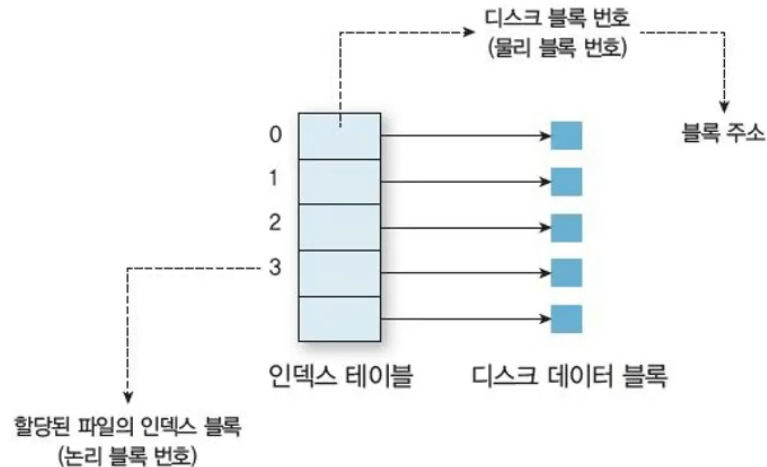 디스크 블록 번호
(물리 블록 번호)
블록 주소
0
1
2
3
인덱스 테이블
디스크 데이터 블록
할당된 파일의 인덱스 블록
(논리 블록 번호)